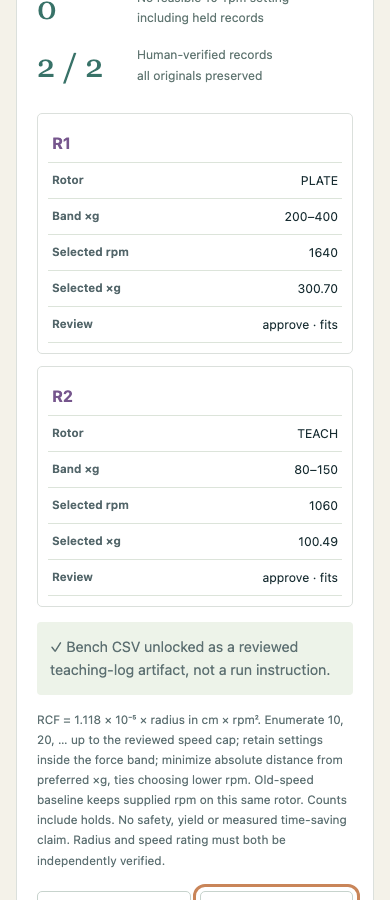 0
including held records
2 / 2
Human-verified records
all originals preserved
R1
Rotor PLATE
Band ×g 200–400
Selected rpm 1640
Selected ×g 300.70
Review approve · fits
R2
Rotor TEACH
Band ×g 80–150
Selected rpm 1060
Selected ×g 100.49
Review approve · fits
✓ Bench CSV unlocked as a reviewed
teaching-log artifact, not a run instruction.
RCF = 1.118 × 10⁻⁵ × radius in cm × rpm². Enumerate 10,
20, … up to the reviewed speed cap; retain settings
inside the force band; minimize absolute distance from
preferred ×g, ties choosing lower rpm. Old-speed
baseline keeps supplied rpm on this same rotor. Counts
include holds. No safety, yield or measured time-saving
claim. Radius and speed rating must both be
independently verified.